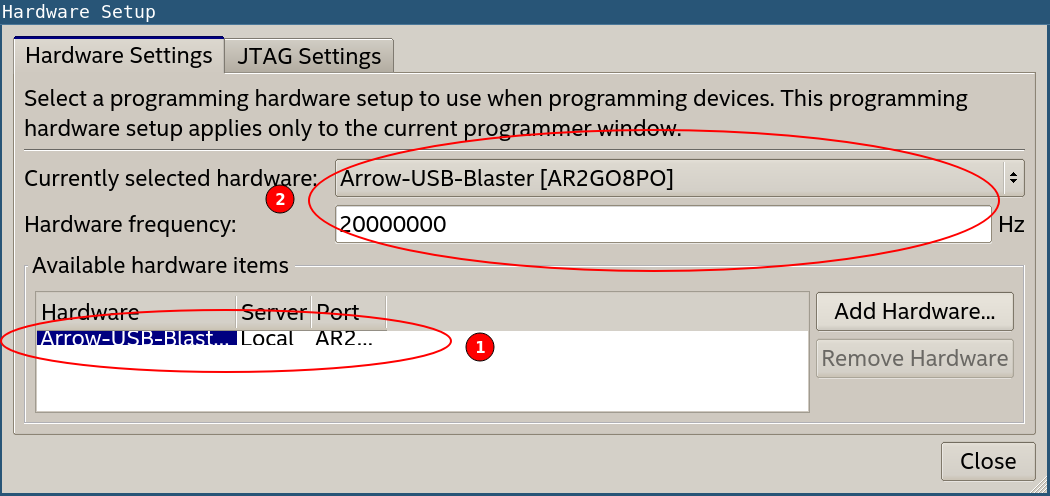 Hardware Setup
Hardware Settings
JTAG Settings
Select a programming hardware setup to use when programming devices. This programming
hardware setup applies only to the current programmer window.
Currently selected hardware:
Arrow-USB-Blaster [AR2GO8PO]
2
Hardware frequency:
20000000
Hz
Available hardware items
Hardware
Server
Port
Add Hardware...
Arrow-USB-Blast...
Local
AR2...
1
Remove Hardware
Close